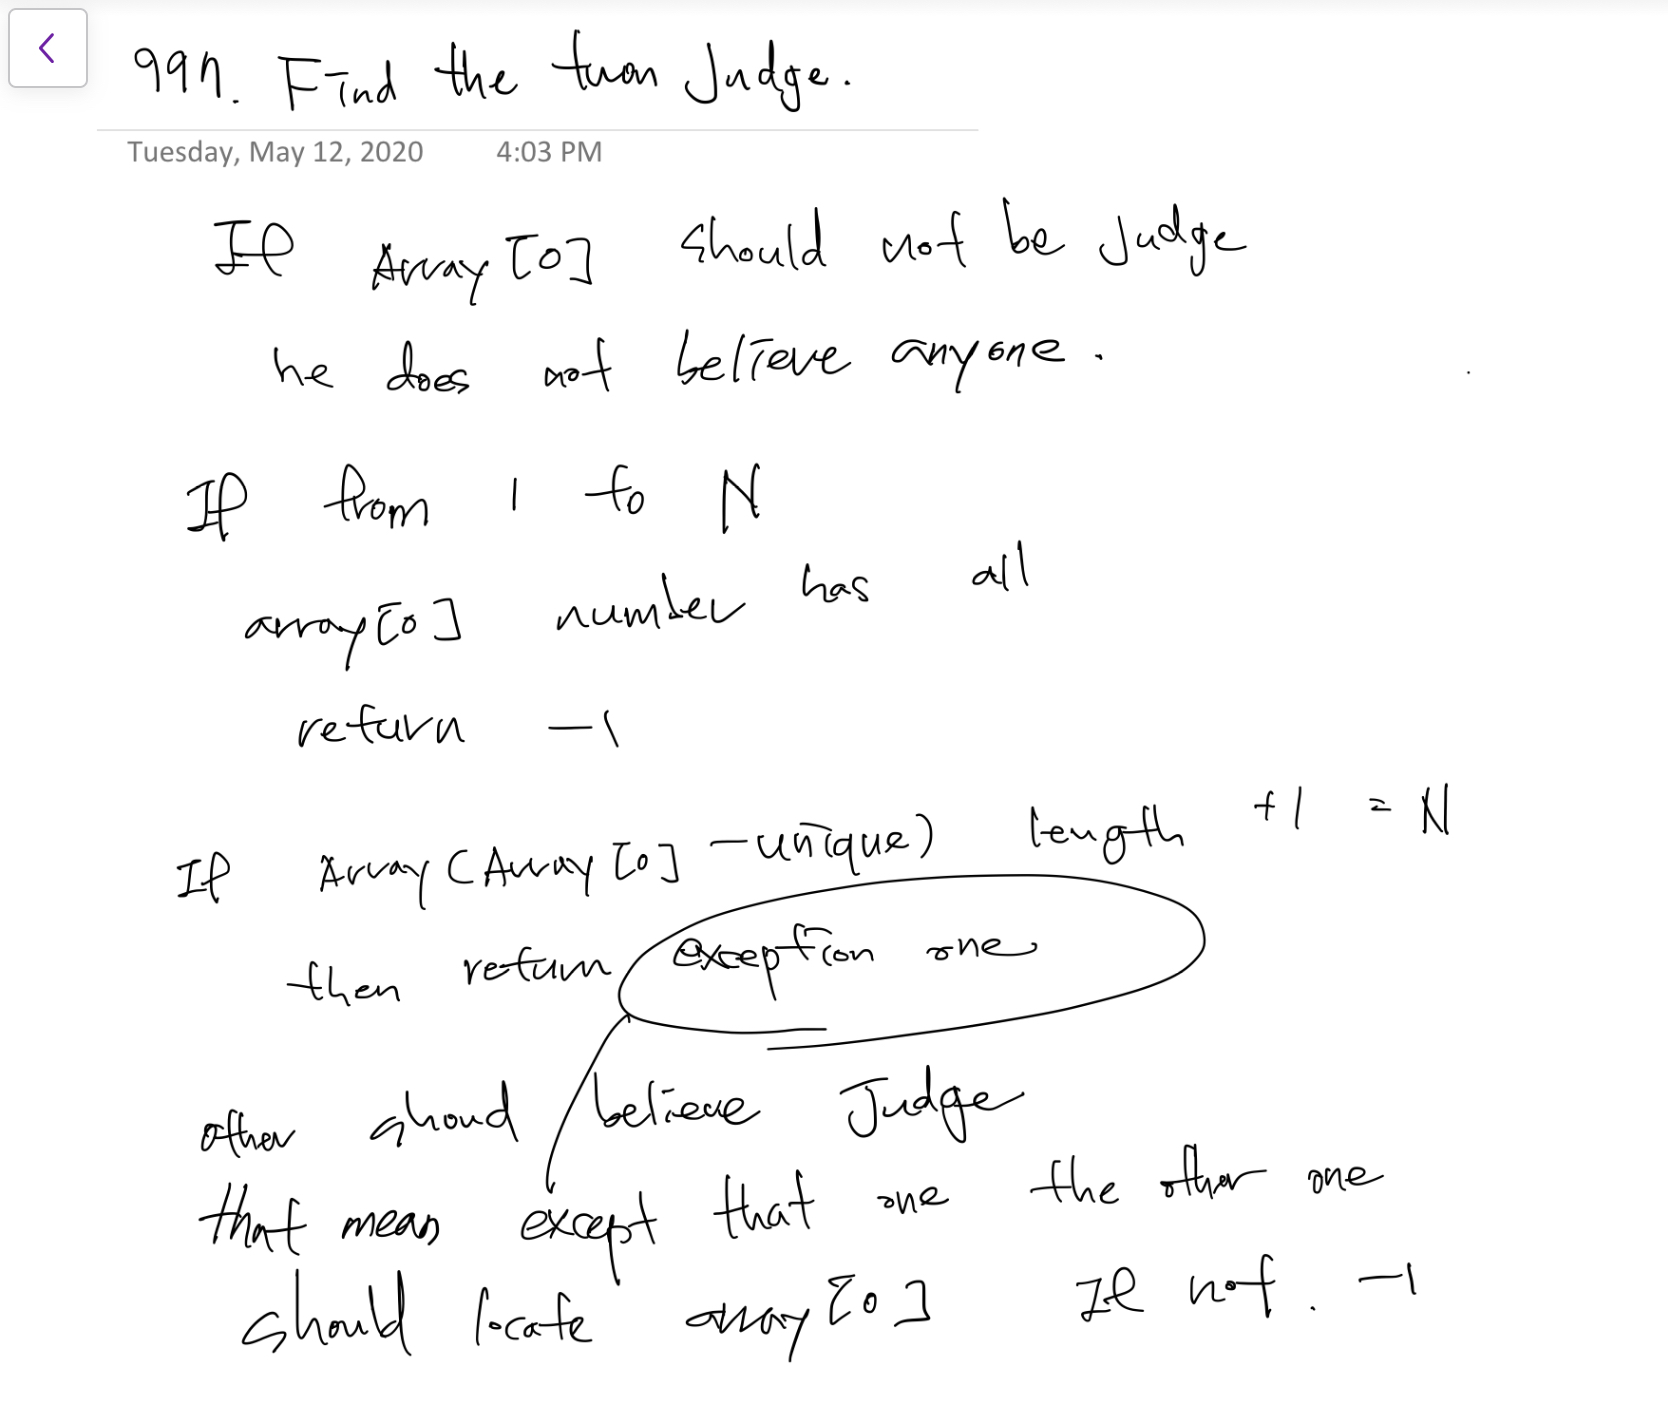 997. Find the twon Judge.
Tuesday, May 12, 2020 4:03 PM
If Array [0] should not be Judge
he does not believe anyone.
If from 1 to N
array[0] number has all
return -1
If Array (Array [0] - unique) length +1 = N
then return exception one
other shoud believe Judge
that mean except that one the other one
should locate array [0] If not. -1